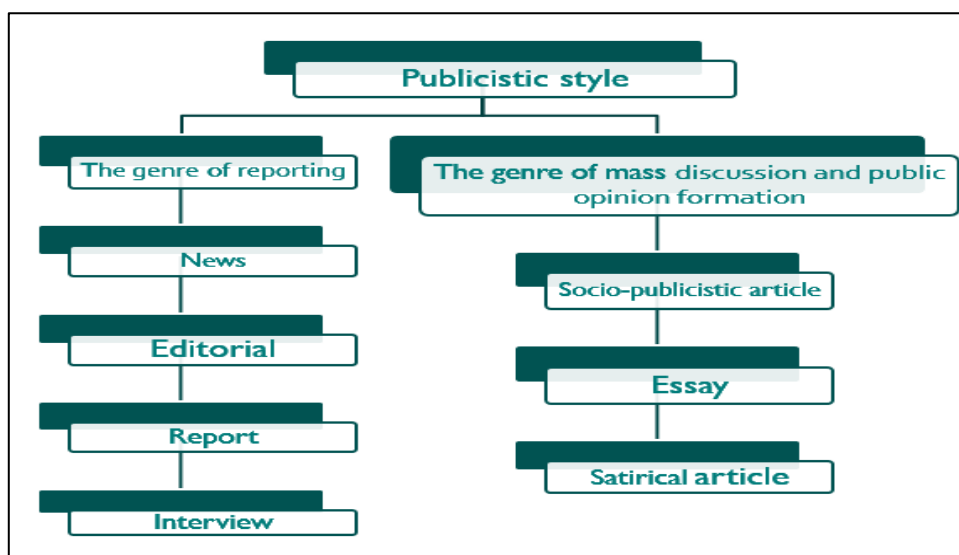 Publicistic style
The genre of reporting
News
Editorial
Report
Interview
The genre of mass discussion and public
opinion formation
Socio-publicistic article
Essay
Satirical article